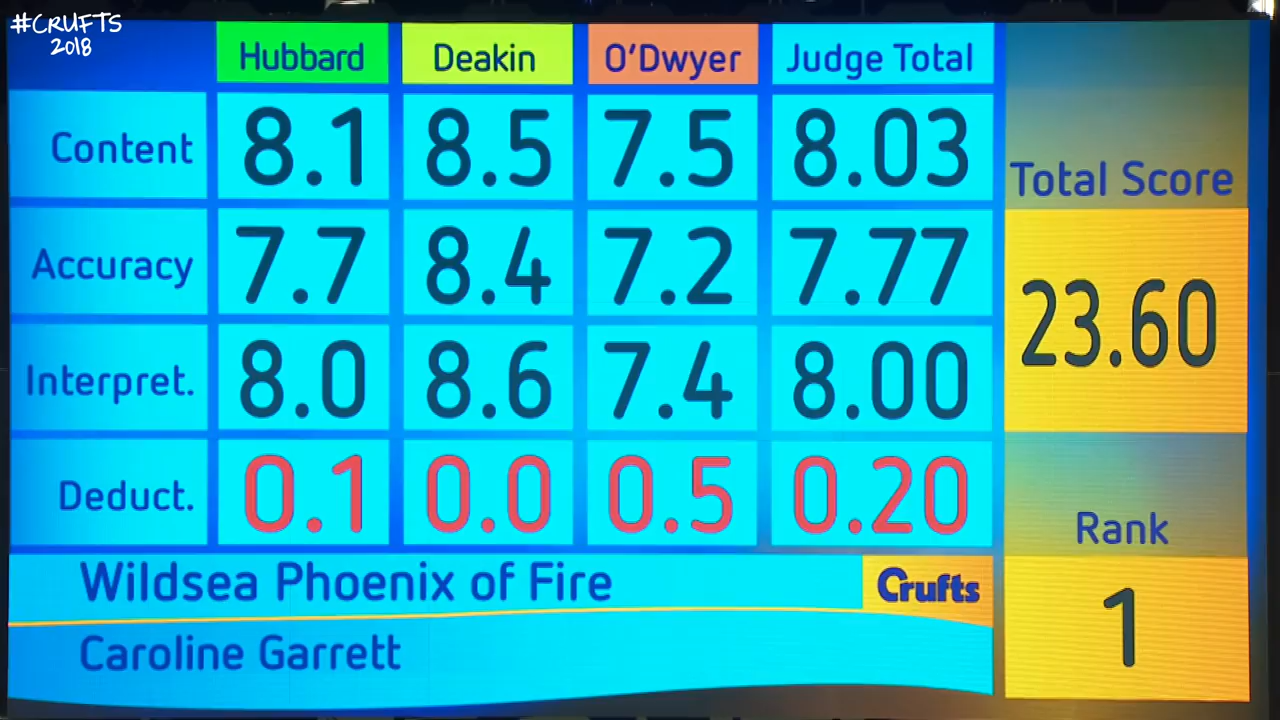 #CRUFTS
2018
Hubbard Deakin O'Dwyer Judge Total
Content 8.1 8.5 7.5 8.03
Total Score
Accuracy 7.7 8.4 7.2 7.77
23.60
Interpret. 8.0 8.6 7.4 8.00
Deduct. 0.1 0.0 0.5 0.20
Rank
1
Wildsea Phoenix of Fire Crufts
Caroline Garrett